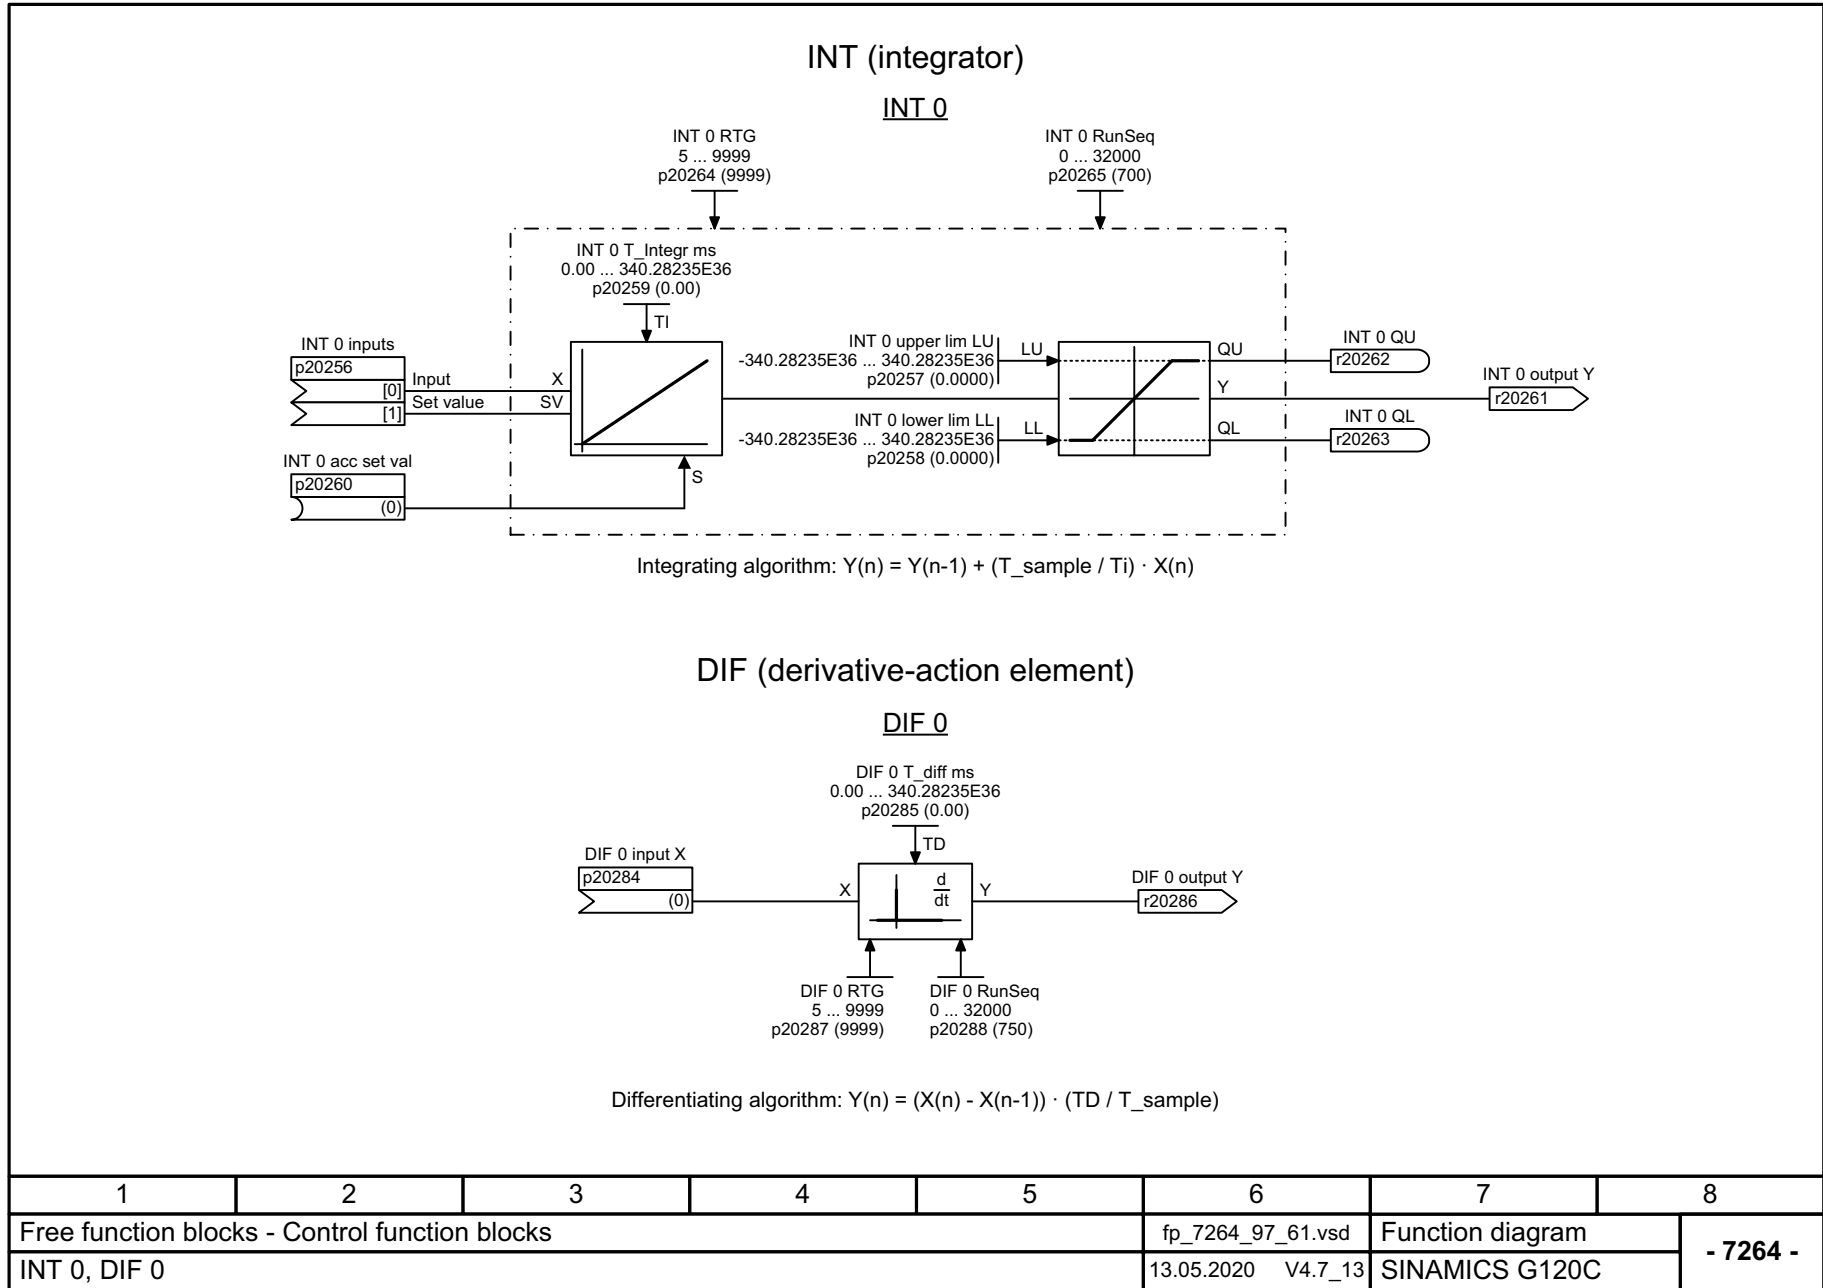 INT (integrator)
INT 0
INT 0 RTG
5 ... 9999
p20264 (9999)
INT 0 RunSeq
0 ... 32000
p20265 (700)
INT 0 T_Integr ms
0.00 ... 340.28235E36
p20259 (0.00)
TI
INT 0 inputs
p20256
[0]
[1]
Input
Set value
X
SV
INT 0 acc set val
p20260
(0)
S
INT 0 upper lim LU
-340.28235E36 ... 340.28235E36
p20257 (0.0000)
LU
INT 0 lower lim LL
-340.28235E36 ... 340.28235E36
p20258 (0.0000)
LL
QU
Y
QL
INT 0 QU
r20262
INT 0 output Y
r20261
INT 0 QL
r20263
Integrating algorithm: Y(n) = Y(n-1) + (T_sample / Ti) · X(n)
DIF (derivative-action element)
DIF 0
DIF 0 T_diff ms
0.00 ... 340.28235E36
p20285 (0.00)
TD
DIF 0 input X
p20284
(0)
X
d
dt
Y
DIF 0 output Y
r20286
DIF 0 RTG
5 ... 9999
p20287 (9999)
DIF 0 RunSeq
0 ... 32000
p20288 (750)
Differentiating algorithm: Y(n) = (X(n) - X(n-1)) · (TD / T_sample)
1 2 3 4 5 6 7 8
Free function blocks - Control function blocks
fp_7264_97_61.vsd
Function diagram
- 7264 -
INT 0, DIF 0
13.05.2020 V4.7_13
SINAMICS G120C